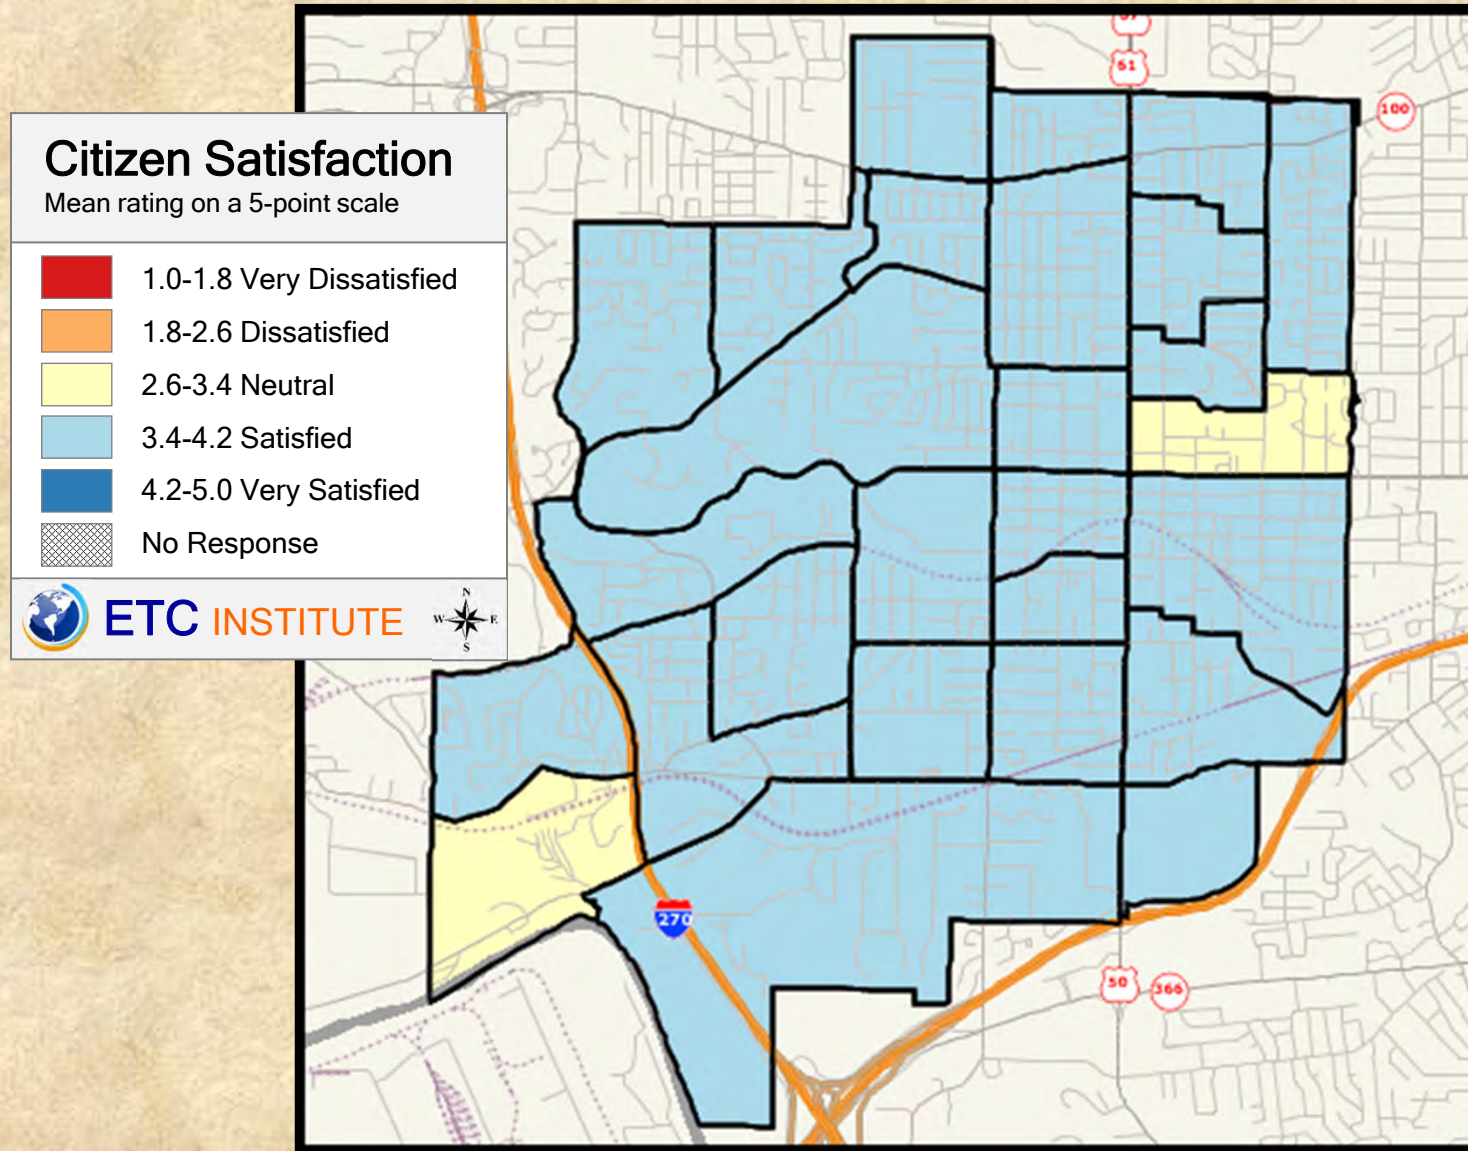 61
100
Citizen Satisfaction
Mean rating on a 5-point scale
1.0-1.8 Very Dissatisfied
1.8-2.6 Dissatisfied
2.6-3.4 Neutral
3.4-4.2 Satisfied
4.2-5.0 Very Satisfied
No Response
ETC INSTITUTE
N
W E
S
270
50
366